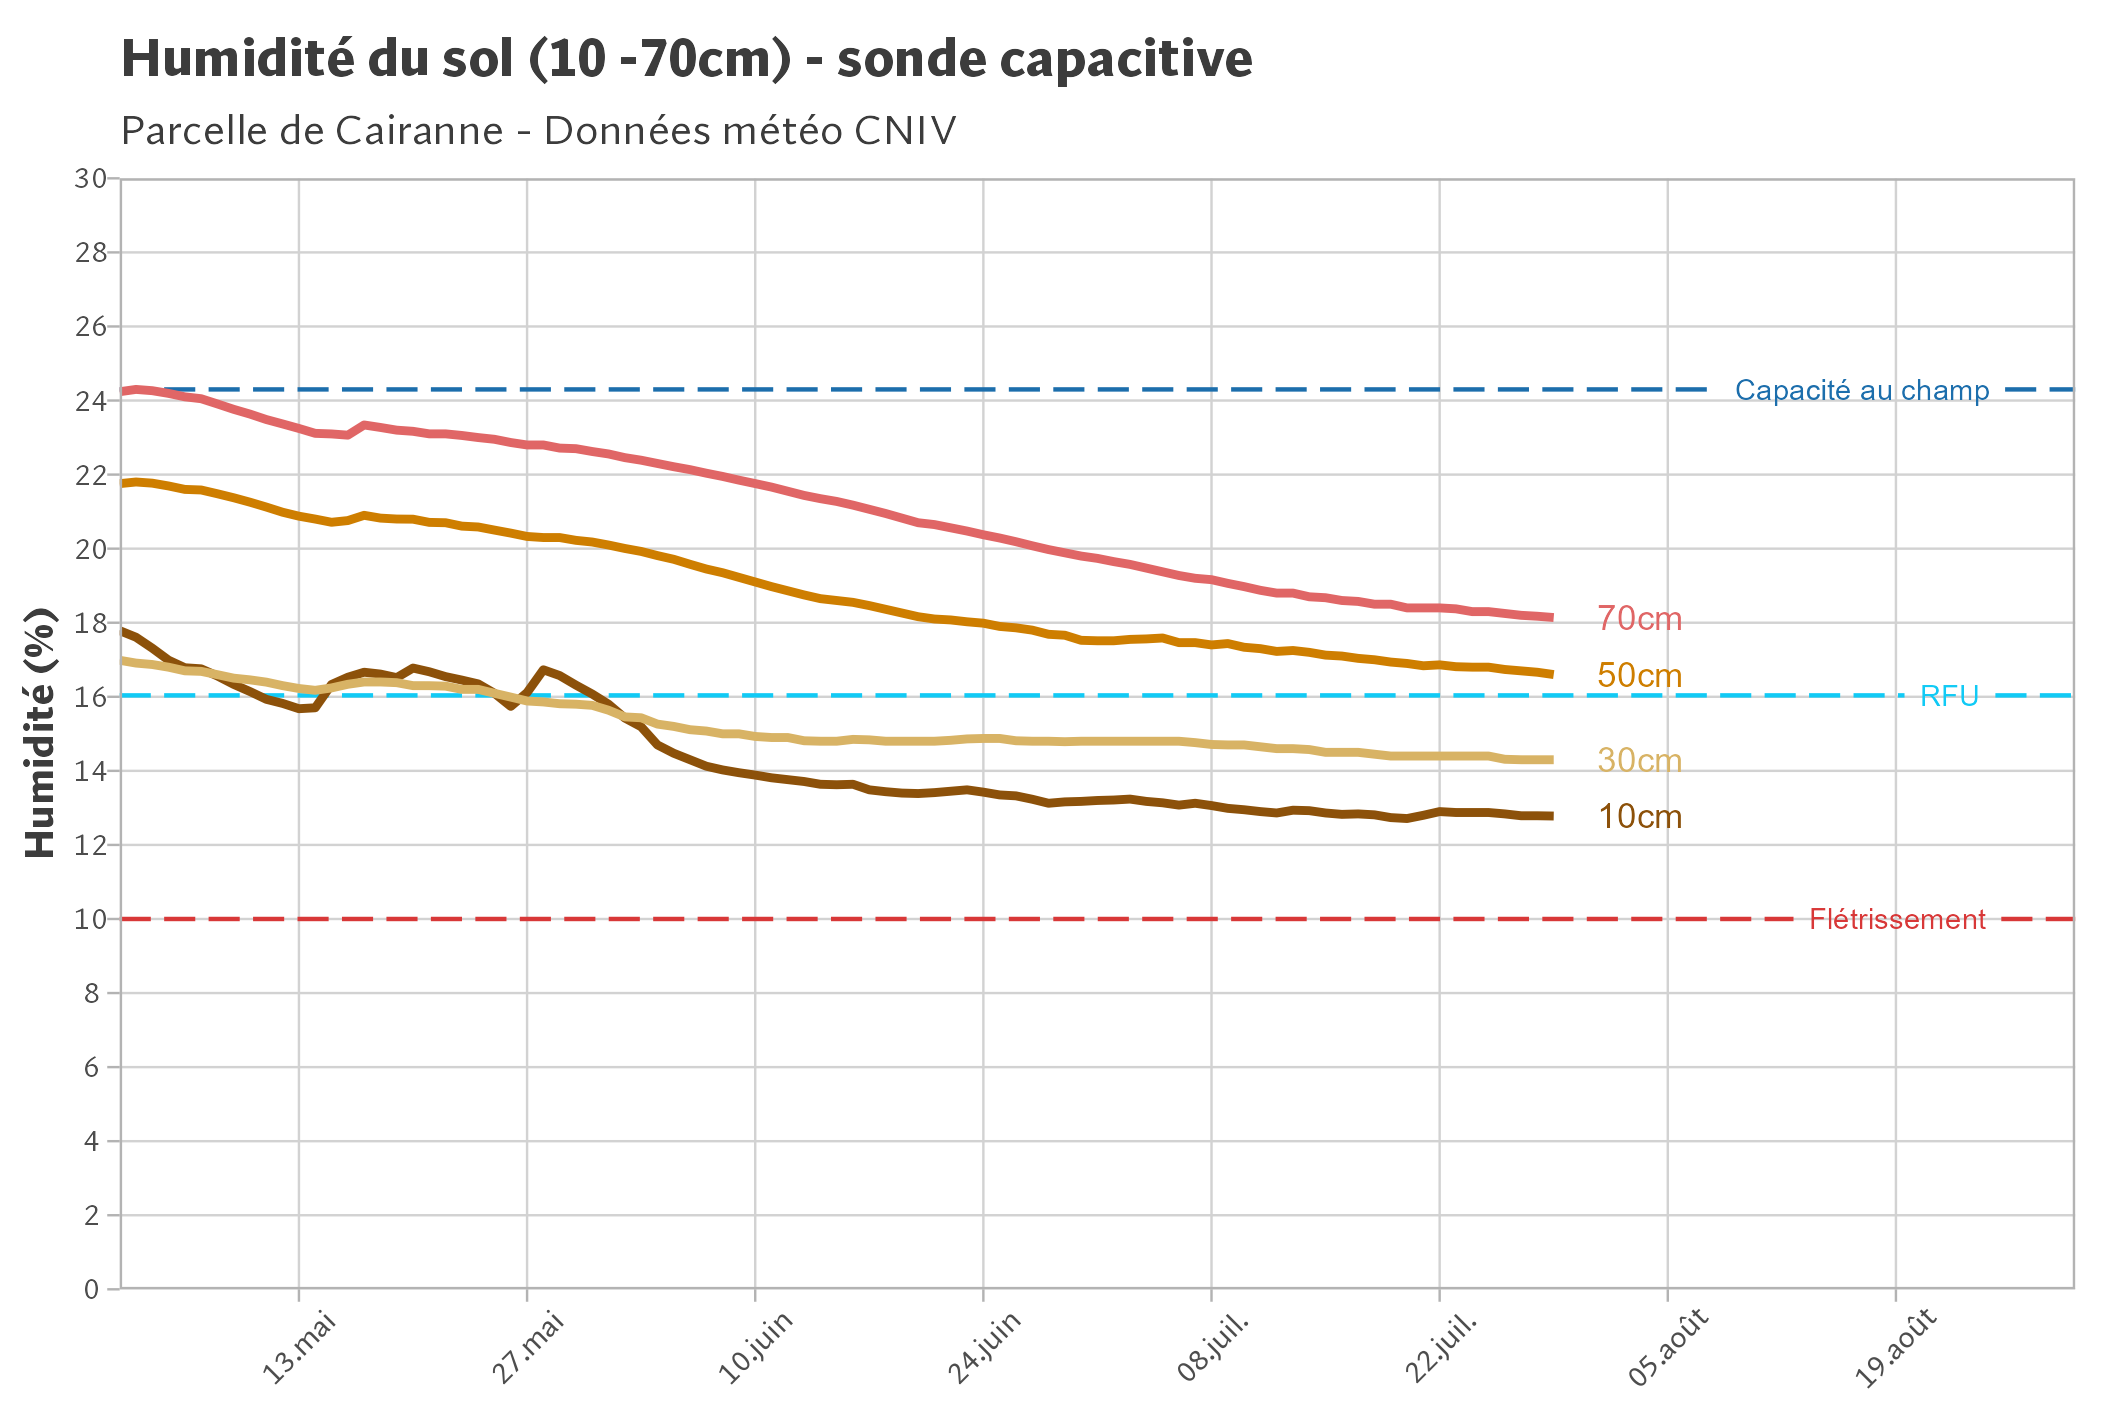 Humidité du sol (10 -70cm) - sonde capacitive
Parcelle de Cairanne - Données météo CNIV
Humidité (%)
30
28
26
24
22
20
18
16
14
12
10
8
6
4
2
0
Capacité au champ
70cm
50cm
RFU
30cm
10cm
Flétrissement
13.mai
27.mai
10.juin
24.juin
08.juil.
22.juil.
05.août
19.août